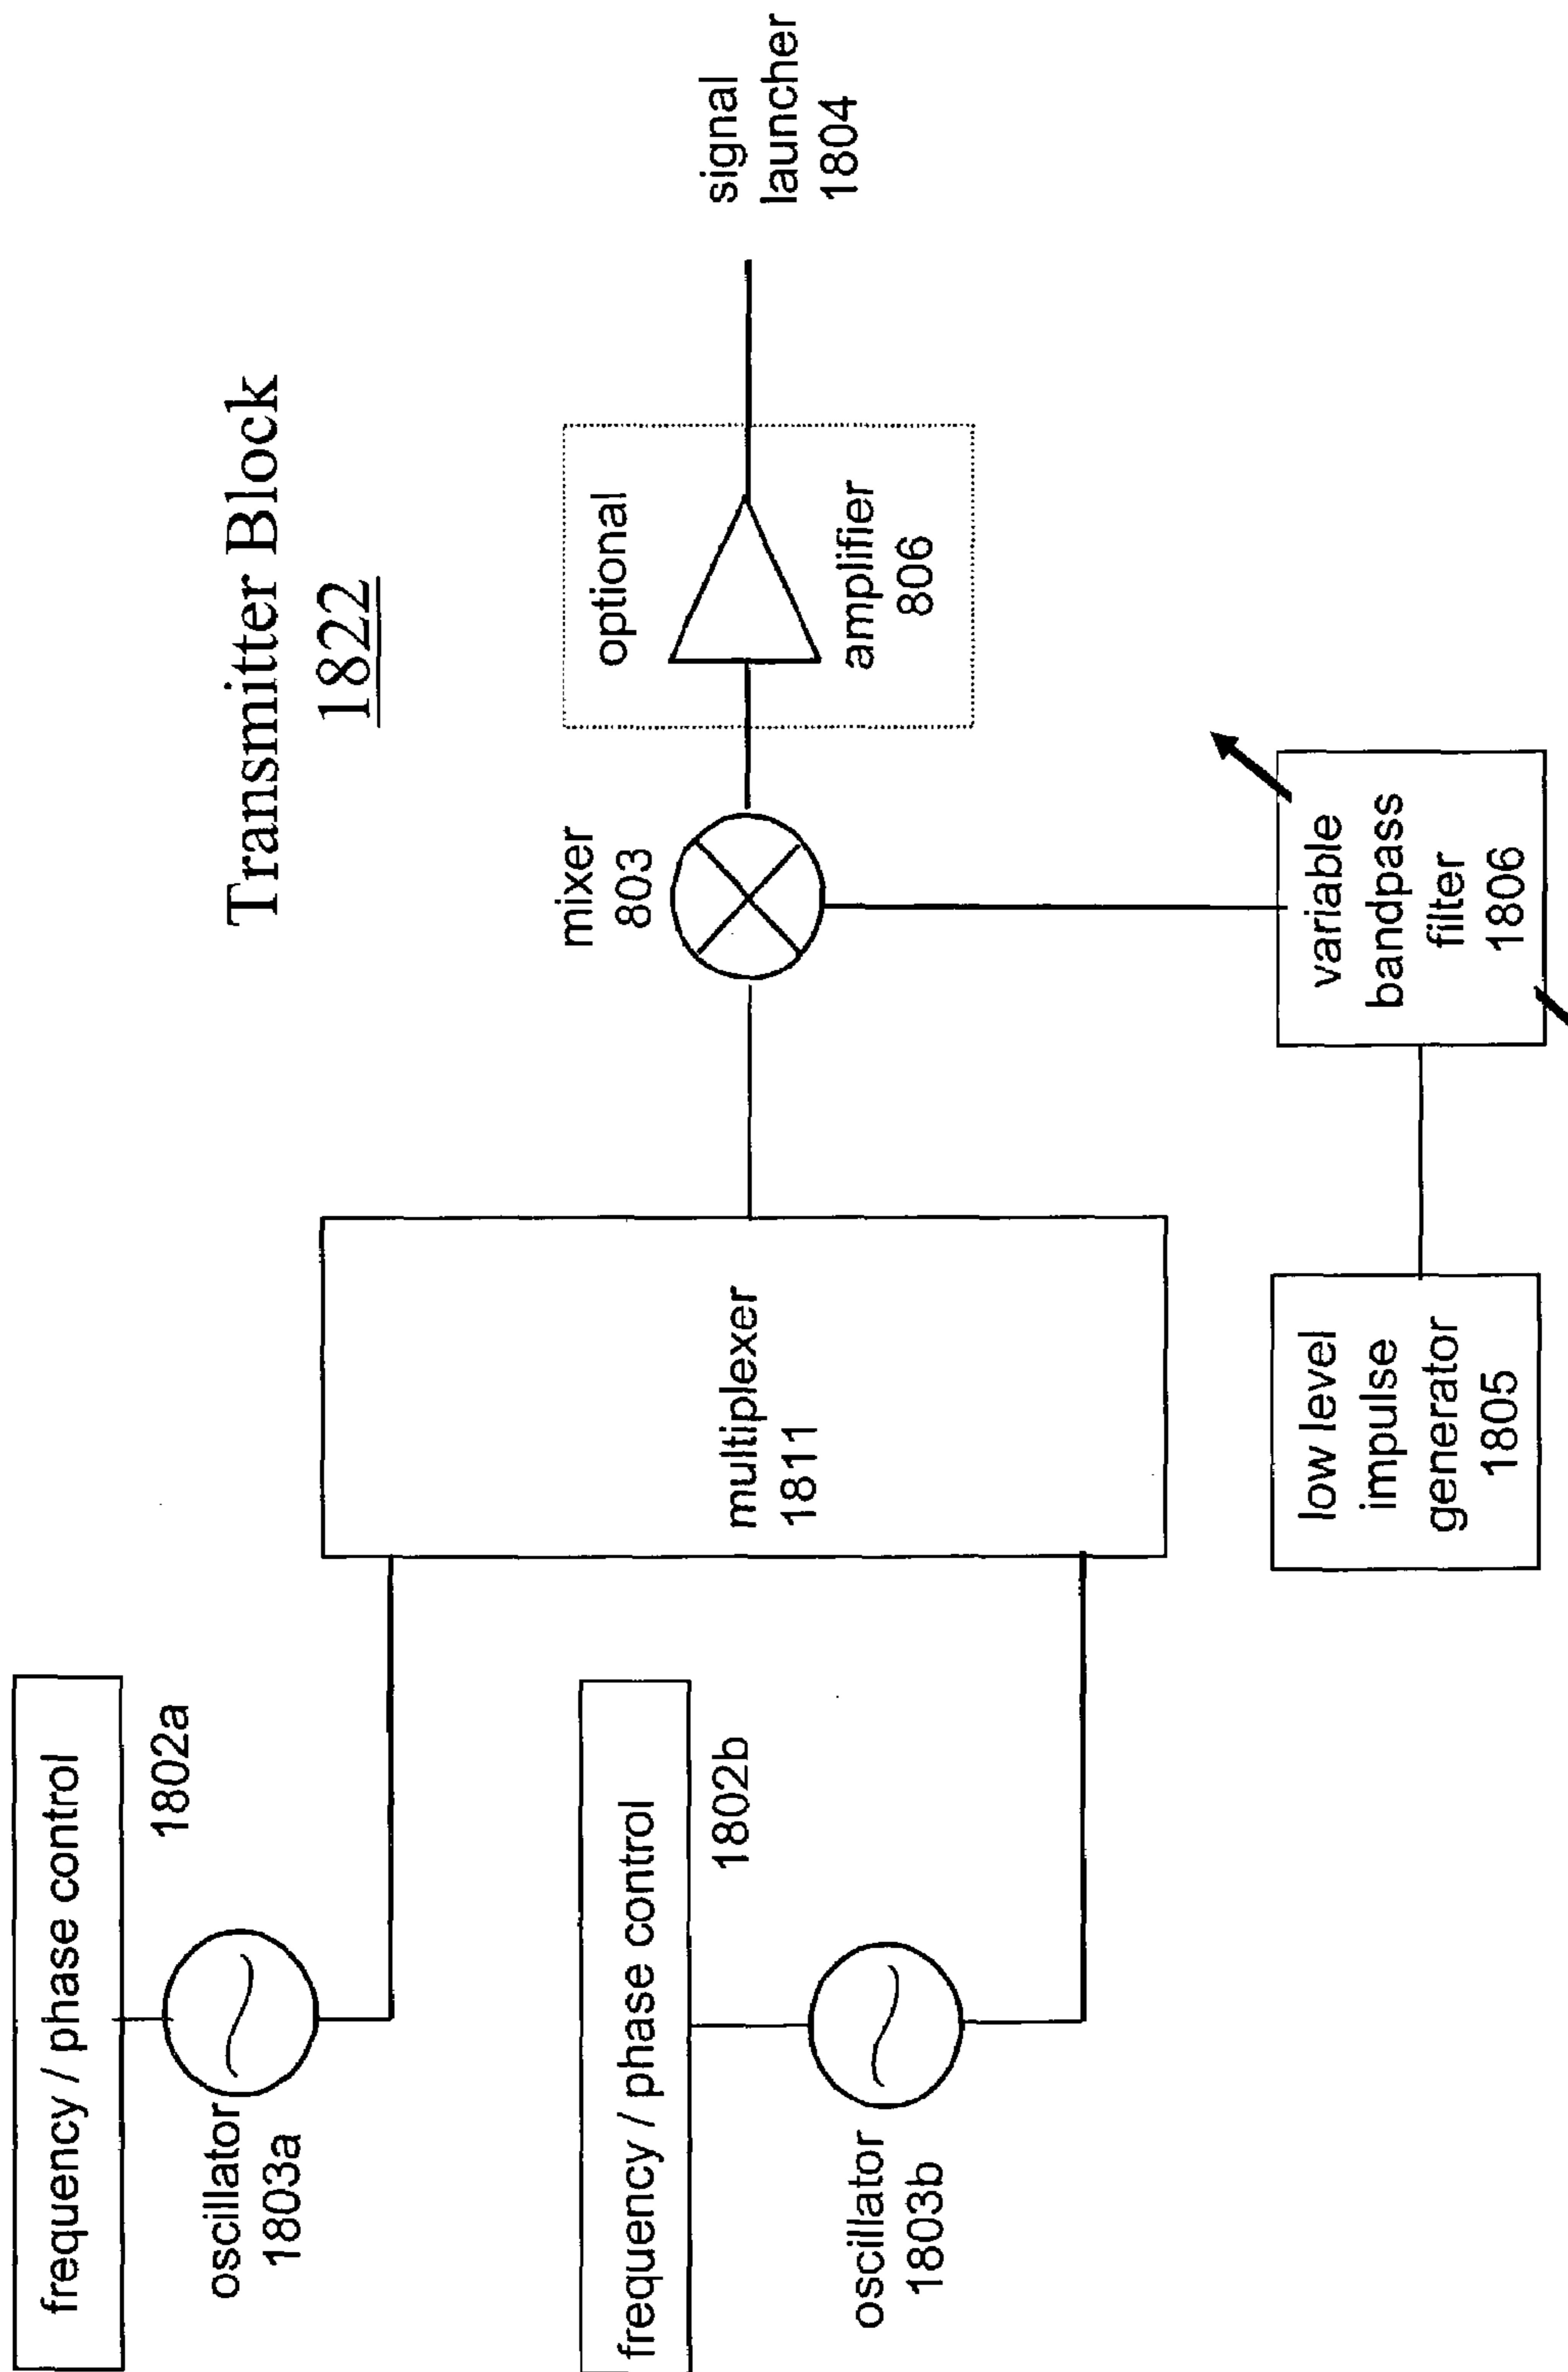 Transmitter Block
1822
frequency / phase control
1802a
oscillator
1803a
frequency / phase control
1802b
oscillator
1803b
multiplexer
1811
mixer
803
optional
amplifier
806
signal
launcher
1804
low level
impulse
generator
1805
variable
bandpass
filter
1806